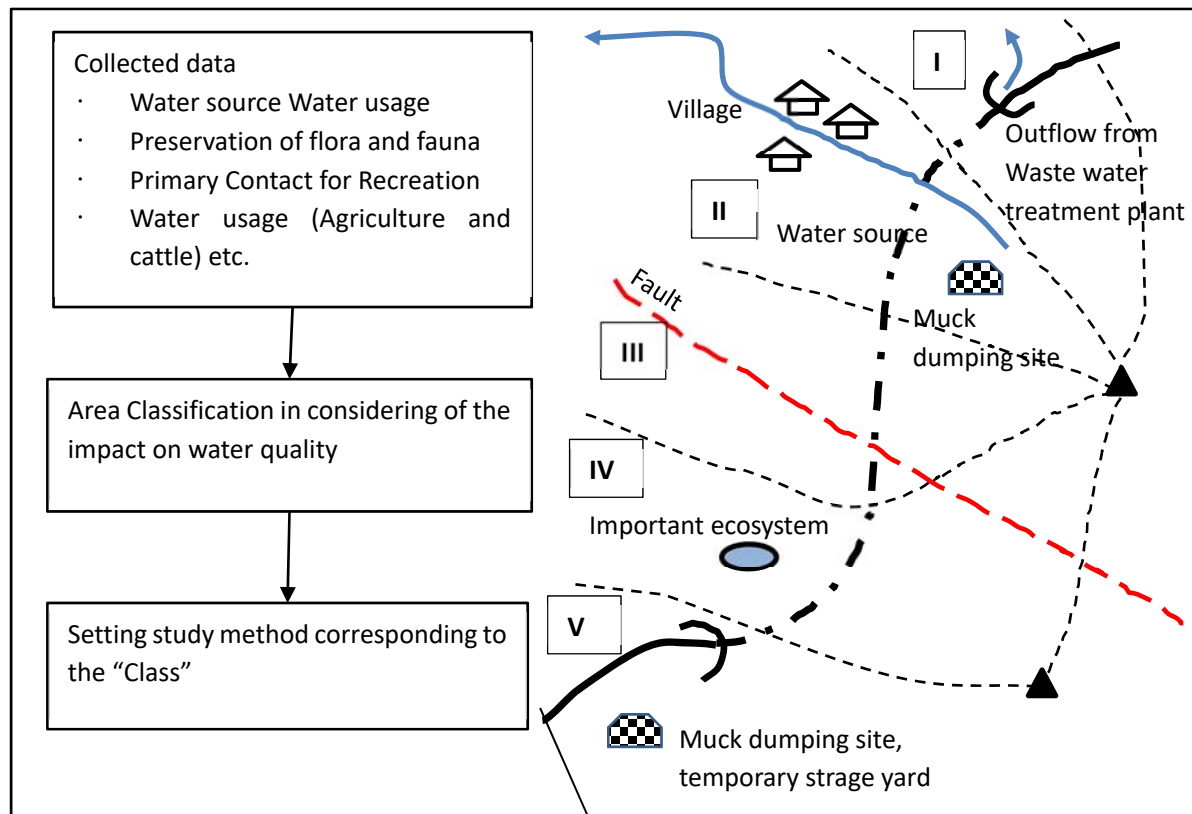 Collected data
· Water source Water usage
· Preservation of flora and fauna
· Primary Contact for Recreation
· Water usage (Agriculture and
cattle) etc.
Area Classification in considering of the
impact on water quality
Setting study method corresponding to
the “Class”
I
Village
Outflow from
Waste water
treatment plant
II
Water source
Fault
Muck
dumping site
III
IV
Important ecosystem
V
Muck dumping site,
temporary strage yard